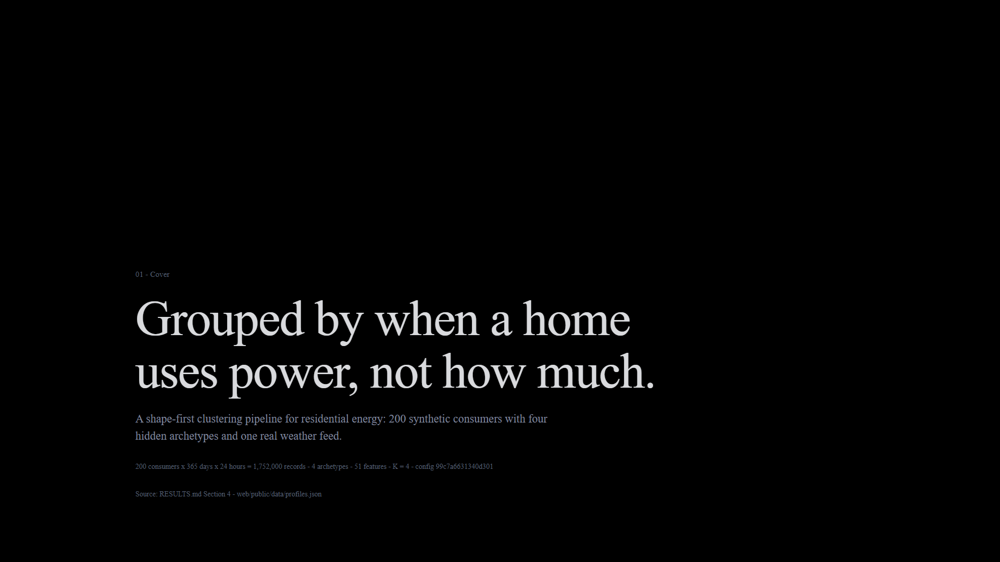 01 - Cover
Grouped by when a home
uses power, not how much.
A shape-first clustering pipeline for residential energy: 200 synthetic consumers with four
hidden archetypes and one real weather feed.
200 consumers x 365 days x 24 hours = 1,752,000 records - 4 archetypes - 51 features - K = 4 - config 99c7a6631340d301
Source: RESULTS.md Section 4 - web/public/data/profiles.json